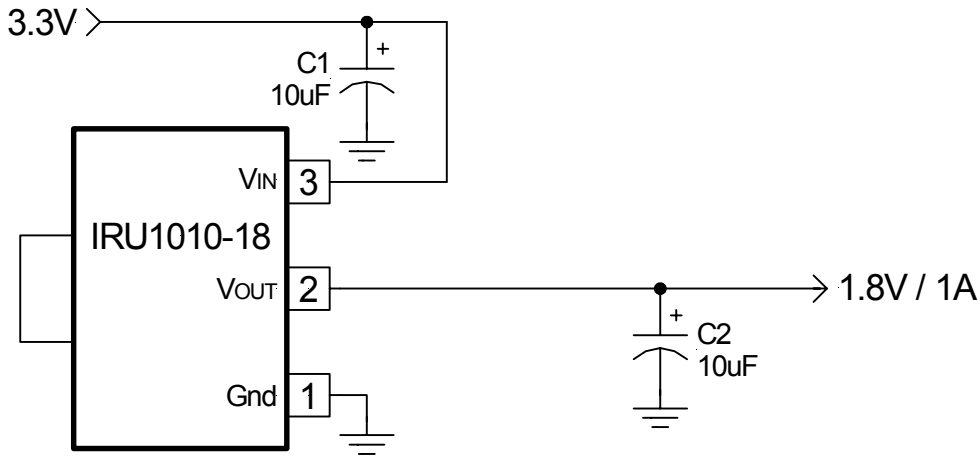 3.3V
+
C1
10uF
VIN
3
IRU1010-18
VOUT
2
1.8V / 1A
+
C2
10uF
Gnd
1